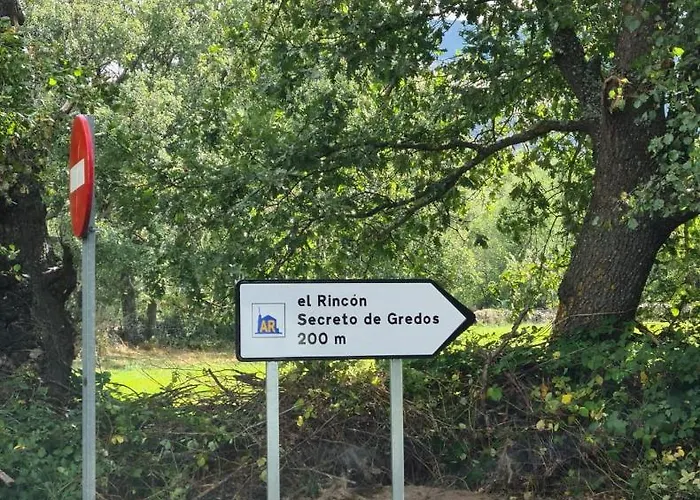 AR
el Rincón
Secreto de Gredos
200 m